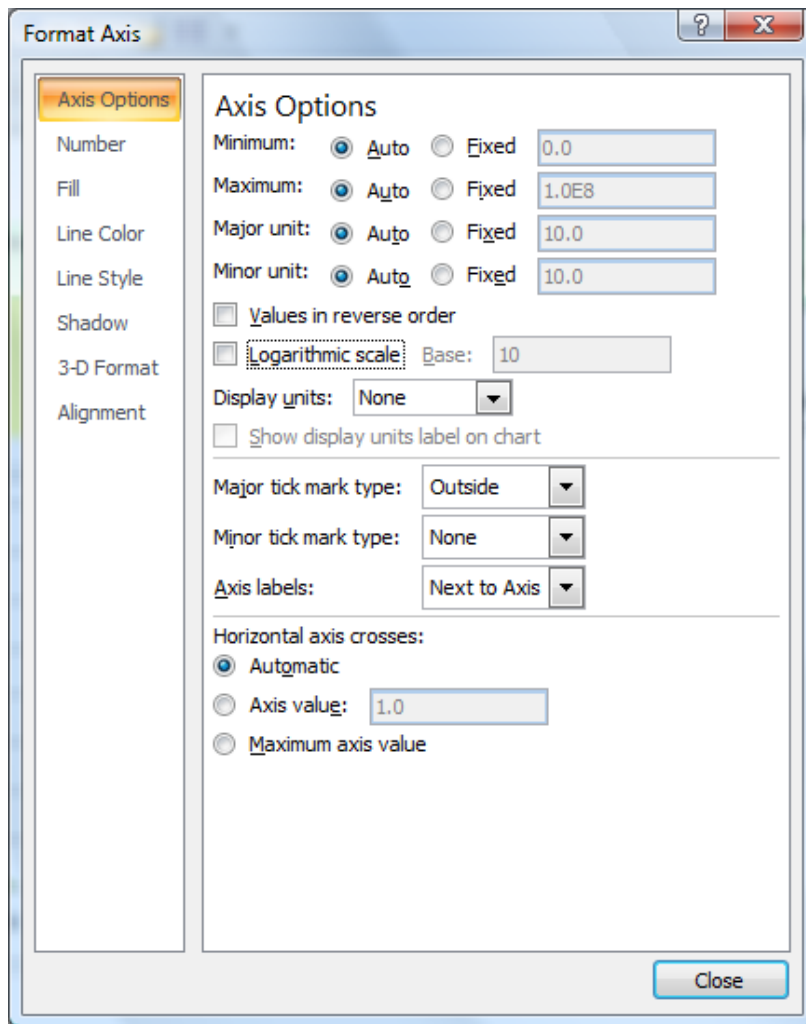 Format Axis
?
X
Axis Options
Number
Fill
Line Color
Line Style
Shadow
3-D Format
Alignment
Axis Options
Minimum: Auto Fixed 0.0
Maximum: Auto Fixed 1.0E8
Major unit: Auto Fixed 10.0
Minor unit: Auto Fixed 10.0
Values in reverse order
Logarithmic scale Base: 10
Display units: None
Show display units label on chart
Major tick mark type: Outside
Minor tick mark type: None
Axis labels: Next to Axis
Horizontal axis crosses:
Automatic
Axis value: 1.0
Maximum axis value
Close